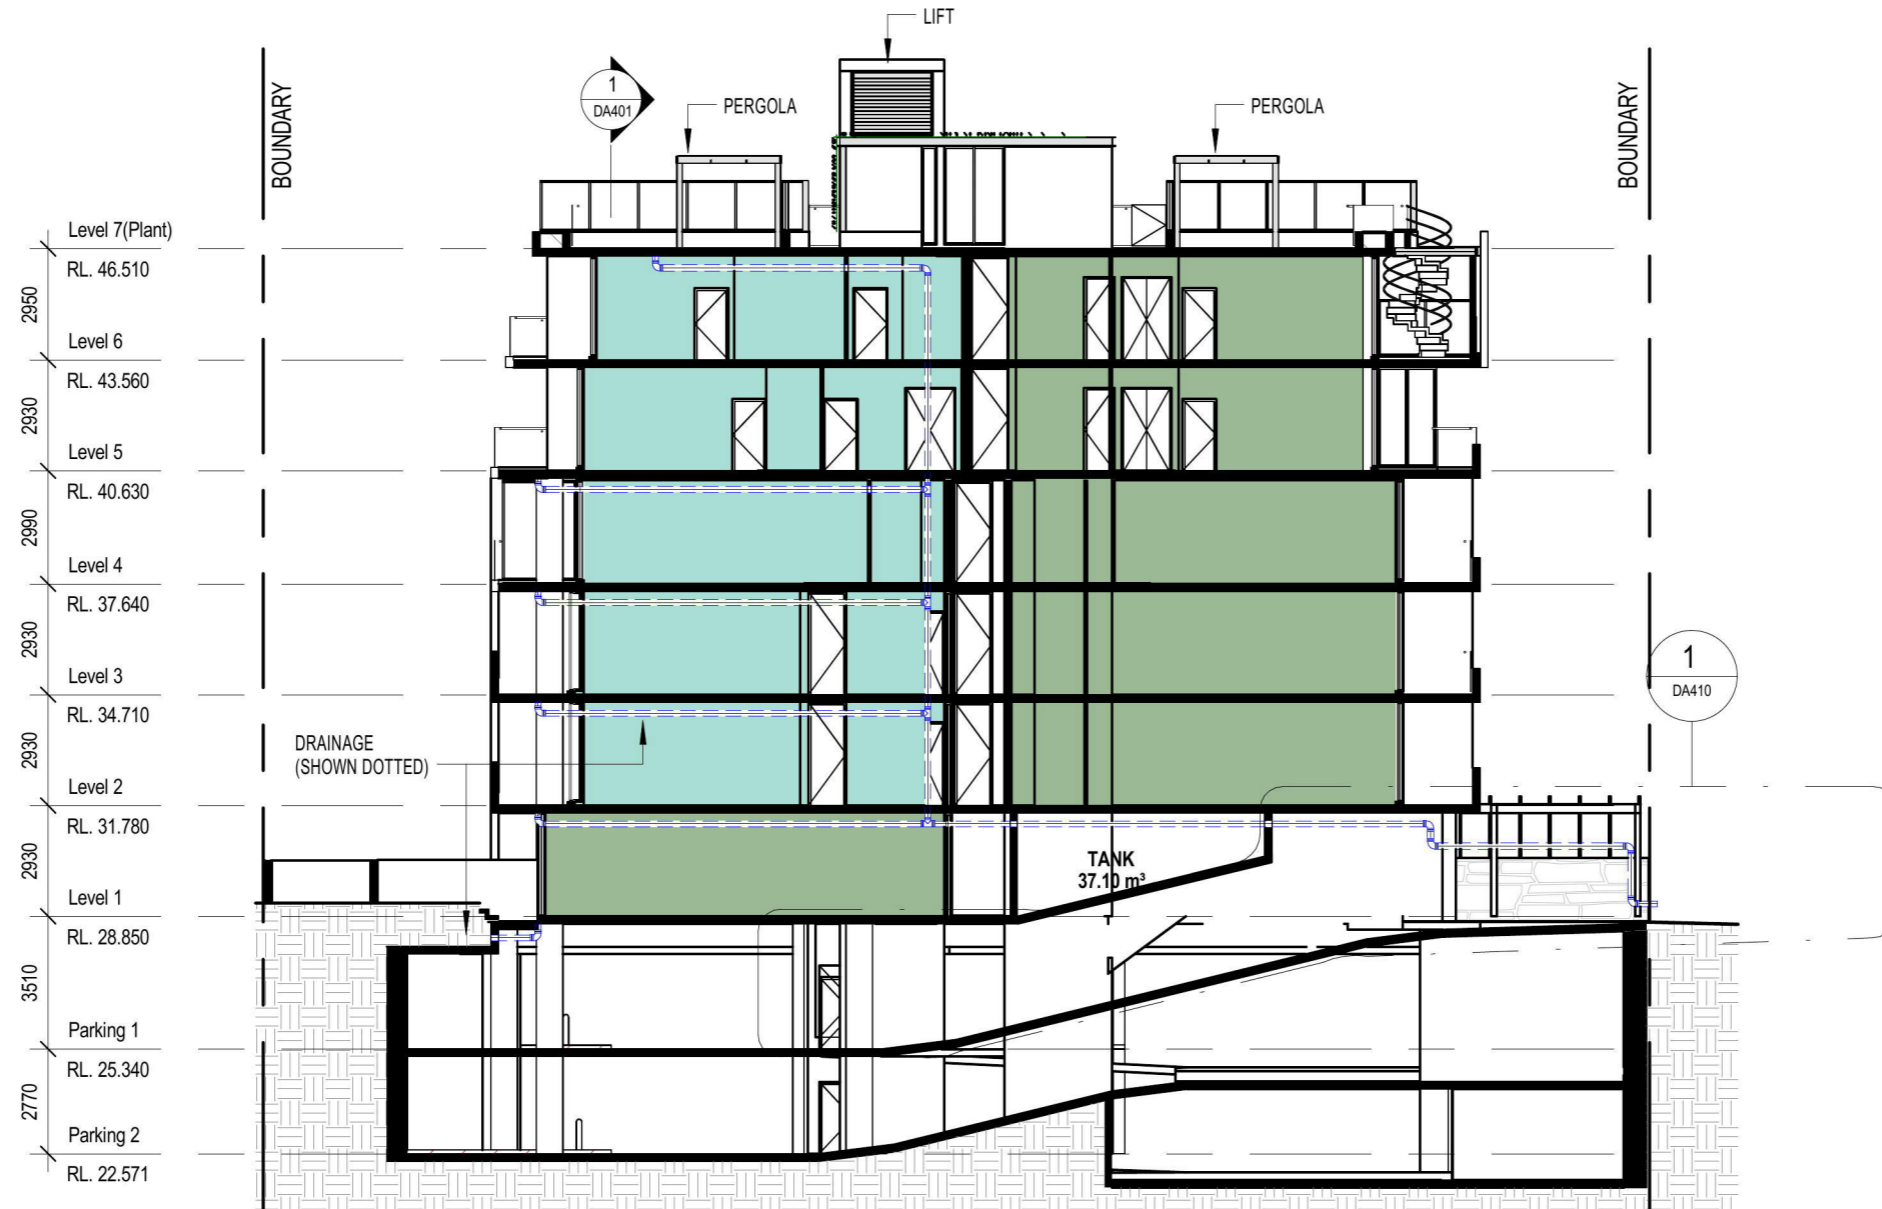 LIFT
BOUNDARY
1
DA401
PERGOLA
PERGOLA
BOUNDARY
Level 7(Plant)
RL. 46.510
2950
Level 6
RL. 43.560
2930
Level 5
RL. 40.630
2990
Level 4
RL. 37.640
2930
Level 3
RL. 34.710
2930
Level 2
RL. 31.780
2930
Level 1
RL. 28.850
3510
Parking 1
RL. 25.340
2770
Parking 2
RL. 22.571
1
DA410
DRAINAGE
(SHOWN DOTTED)
TANK
37.10 m³